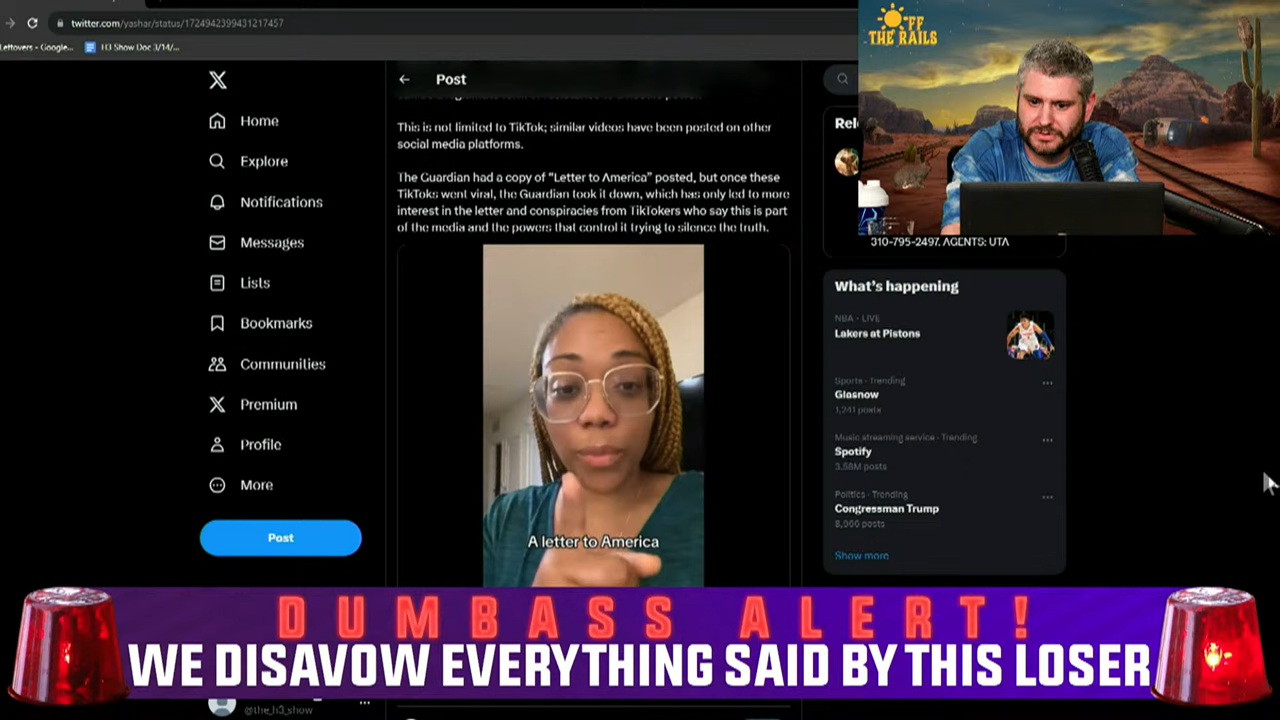 twitter.com/yashar/status/1724942399431217457
Leftovers - Google...
H3 Show Doc 3/14/...
OFF
THE RAILS
Post
This is not limited to TikTok; similar videos have been posted on other
social media platforms.
The Guardian had a copy of “Letter to America” posted, but once these
TikToks went viral, the Guardian took it down, which has only led to more
interest in the letter and conspiracies from TikTokers who say this is part
of the media and the powers that control it trying to silence the truth.
A letter to America
Home
Explore
Notifications
Messages
Lists
Bookmarks
Communities
Premium
Profile
More
Post
@the_h3_show
Rel
310-795-2497. AGENTS: UTA
What’s happening
NBA · LIVE
Lakers at Pistons
Sports · Trending
Glasnow
1,241 posts
Music streaming service · Trending
Spotify
3.58M posts
Politics · Trending
Congressman Trump
Show more
DUMBASS ALERT!
WE DISAVOW EVERYTHING SAID BY THIS LOSER